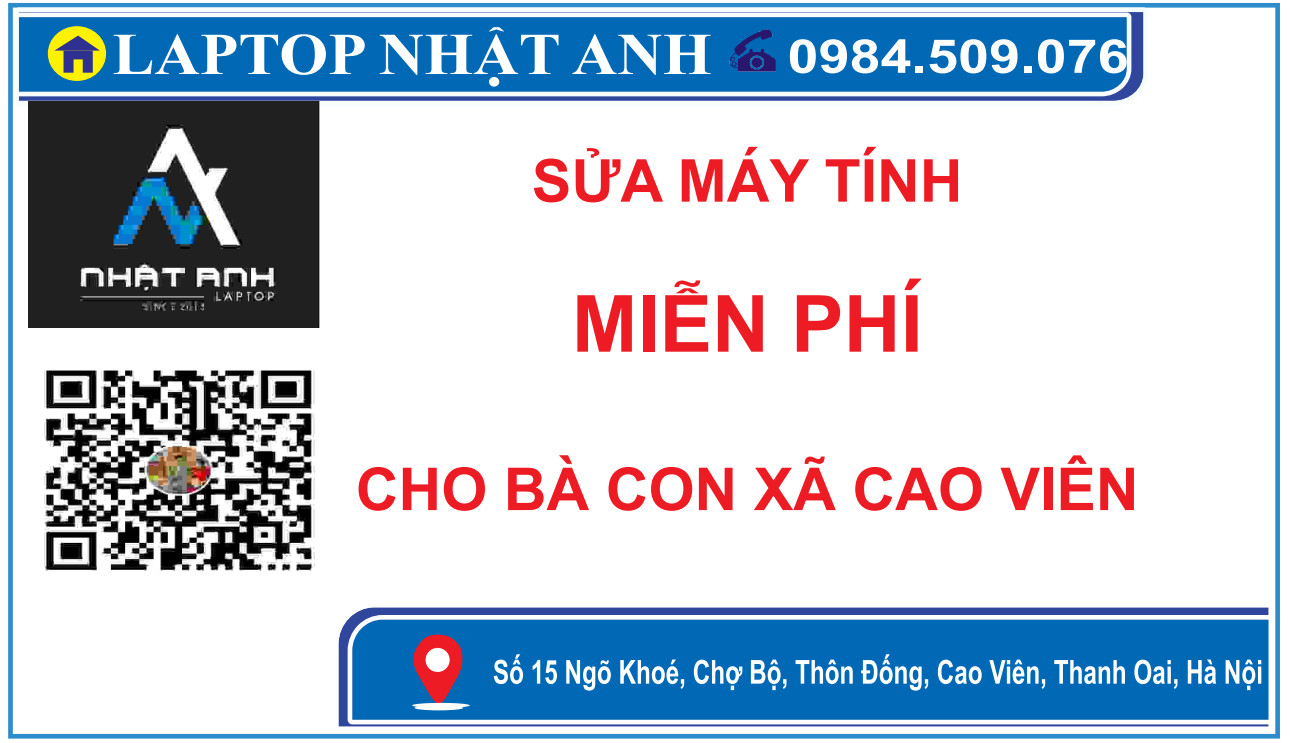 LAPTOP NHẬT ANH 0984.509.076
NHẬT ANH
LAPTOP
SỬA MÁY TÍNH
MIỄN PHÍ
CHO BÀ CON XÃ CAO VIÊN
Số 15 Ngõ Khoé, Chợ Bộ, Thôn Đống, Cao Viên, Thanh Oai, Hà Nội